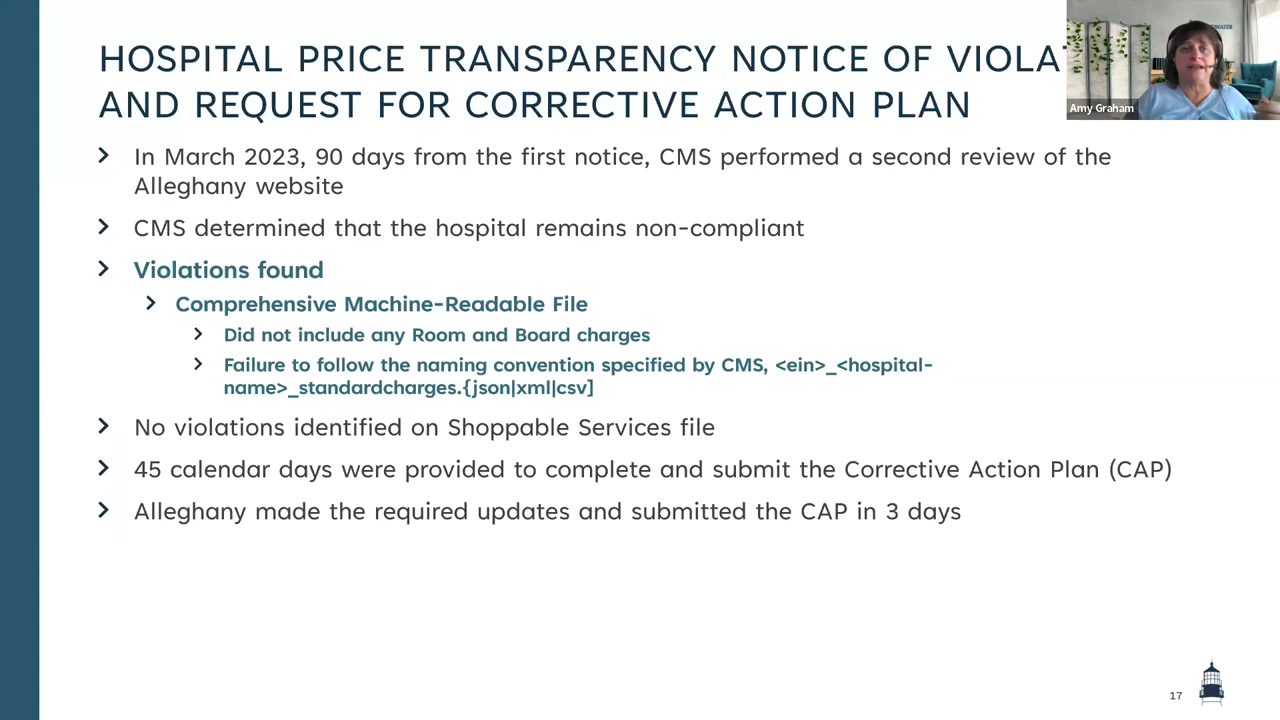 HOSPITAL PRICE TRANSPARENCY NOTICE OF VIOLAT
AND REQUEST FOR CORRECTIVE ACTION PLAN
Amy Graham
In March 2023, 90 days from the first notice, CMS performed a second review of the
Alleghany website
CMS determined that the hospital remains non-compliant
Violations found
Comprehensive Machine-Readable File
Did not include any Room and Board charges
Failure to follow the naming convention specified by CMS, <ein>_<hospital-
name>_standardcharges.{json|xml|csv]
No violations identified on Shoppable Services file
45 calendar days were provided to complete and submit the Corrective Action Plan (CAP)
Alleghany made the required updates and submitted the CAP in 3 days
17